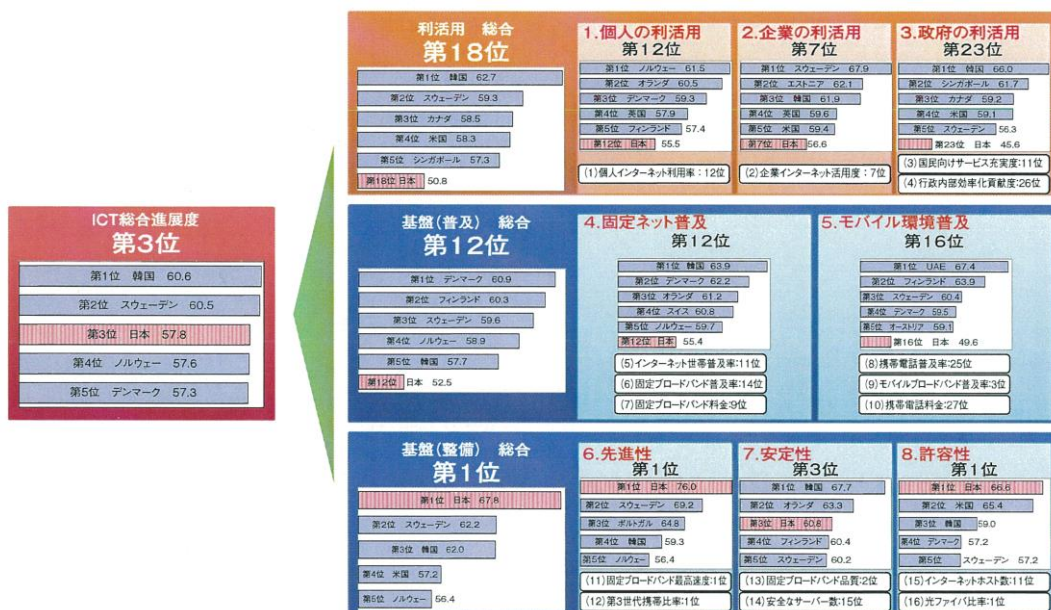 ICT総合進展度
第3位
第1位 韓国 60.6
第2位 スウェーデン 60.5
第3位 日本 57.8
第4位 ノルウェー 57.6
第5位 デンマーク 57.3
利活用 総合
第18位
第1位 韓国 62.7
第2位 スウェーデン 59.3
第3位 カナダ 58.5
第4位 米国 58.3
第5位 シンガポール 57.3
第18位 日本 50.8
1.個人の利活用
第12位
第1位 ノルウェー 61.5
第2位 オランダ 60.5
第3位 デンマーク 59.3
第4位 英国 57.9
第5位 フィンランド 57.4
第12位 日本 55.5
(1)個人インターネット利用率：12位
2.企業の利活用
第7位
第1位 スウェーデン 67.9
第2位 エストニア 62.1
第3位 韓国 61.9
第4位 英国 59.6
第5位 米国 59.4
第7位 日本 56.6
(2)企業インターネット活用度：7位
3.政府の利活用
第23位
第1位 韓国 66.0
第2位 シンガポール 61.7
第3位 カナダ 59.2
第4位 米国 59.1
第5位 スウェーデン 56.3
第23位 日本 45.6
(3)国民向けサービス充実度:11位
(4)行政内部効率化貢献度:26位
基盤(普及) 総合
第12位
第1位 デンマーク 60.9
第2位 フィンランド 60.3
第3位 スウェーデン 59.6
第4位 ノルウェー 58.9
第5位 韓国 57.7
第12位 日本 52.5
4.固定ネット普及
第12位
第1位 韓国 63.9
第2位 デンマーク 62.2
第3位 オランダ 61.2
第4位 スイス 60.8
第5位 ノルウェー 59.7
第12位 日本 55.4
(5)インターネット世帯普及率:11位
(6)固定ブロードバンド普及率:14位
(7)固定ブロードバンド料金:9位
5.モバイル環境普及
第16位
第1位 UAE 67.4
第2位 フィンランド 63.9
第3位 スウェーデン 60.4
第4位 デンマーク 59.5
第5位 オーストリア 59.1
第16位 日本 49.6
(8)携帯電話普及率:25位
(9)モバイルブロードバンド普及率:3位
(10)携帯電話料金:27位
基盤(整備) 総合
第1位
第1位 日本 67.8
第2位 スウェーデン 62.2
第3位 韓国 62.0
第4位 米国 57.2
第5位 ノルウェー 56.4
6.先進性
第1位
第1位 日本 76.0
第2位 スウェーデン 69.2
第3位 ポルトガル 64.8
第4位 韓国 59.3
第5位 ノルウェー 56.4
(11)固定ブロードバンド最高速度:1位
(12)第3世代携帯比率:1位
7.安定性
第3位
第1位 韓国 67.7
第2位 オランダ 63.3
第3位 日本 60.8
第4位 フィンランド 60.4
第5位 スウェーデン 60.2
(13)固定ブロードバンド品質:2位
(14)安全なサーバー数:15位
8.許容性
第1位
第1位 日本 66.6
第2位 米国 65.4
第3位 韓国 59.0
第4位 デンマーク 57.2
第5位 スウェーデン 57.2
(15)インターネットホスト数:11位
(16)光ファイバ比率:1位